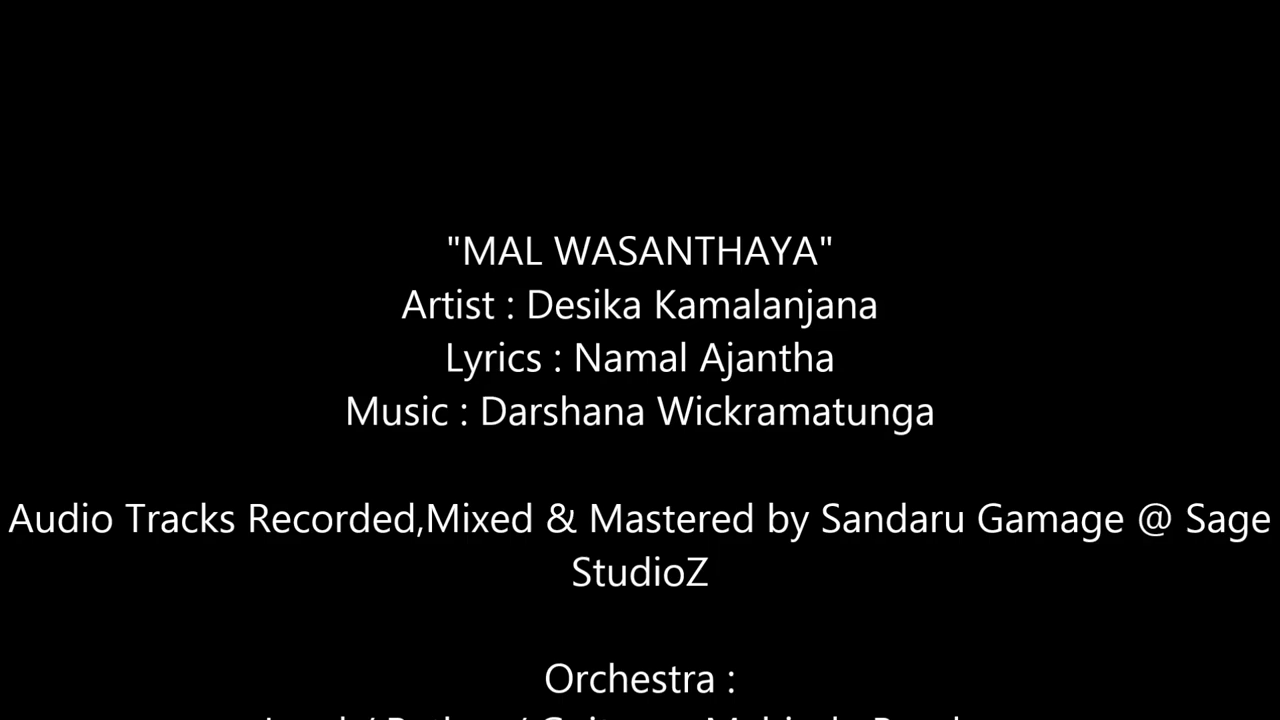 "MAL WASANTHAYA"
Artist : Desika Kamalanjana
Lyrics : Namal Ajantha
Music : Darshana Wickramatunga
Audio Tracks Recorded,Mixed & Mastered by Sandaru Gamage @ Sage
StudioZ
Orchestra :